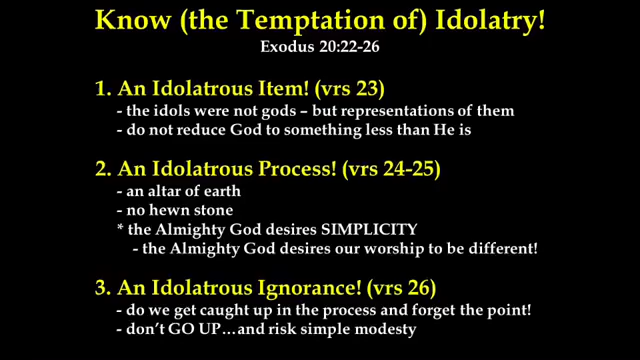 Know (the Temptation of) Idolatry!
Exodus 20:22-26
1. An Idolatrous Item! (vrs 23)
- the idols were not gods – but representations of them
- do not reduce God to something less than He is
2. An Idolatrous Process! (vrs 24-25)
- an altar of earth
- no hewn stone
* the Almighty God desires SIMPLICITY
- the Almighty God desires our worship to be different!
3. An Idolatrous Ignorance! (vrs 26)
- do we get caught up in the process and forget the point!
- don't GO UP…and risk simple modesty